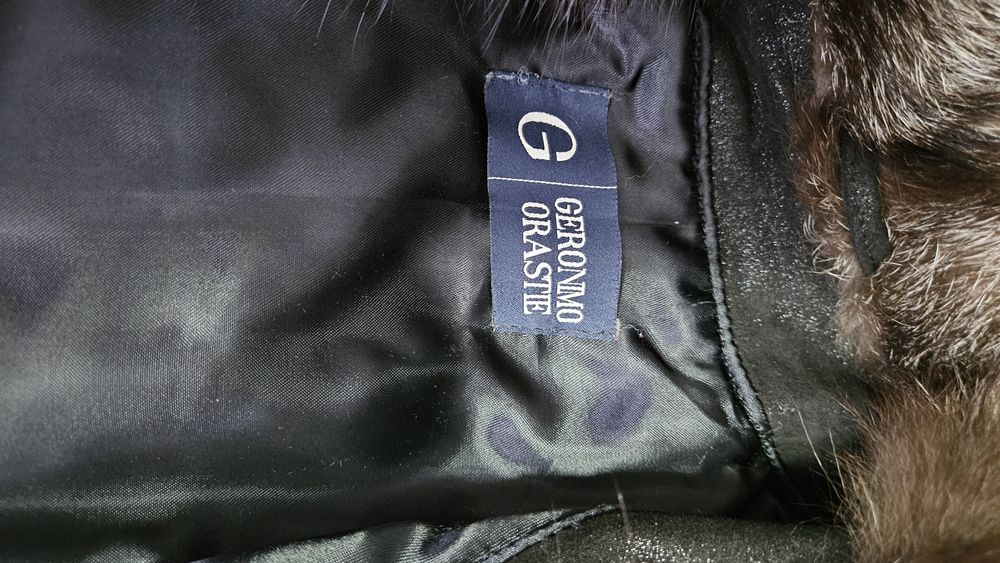 G
GERONIMO
ORASTIE